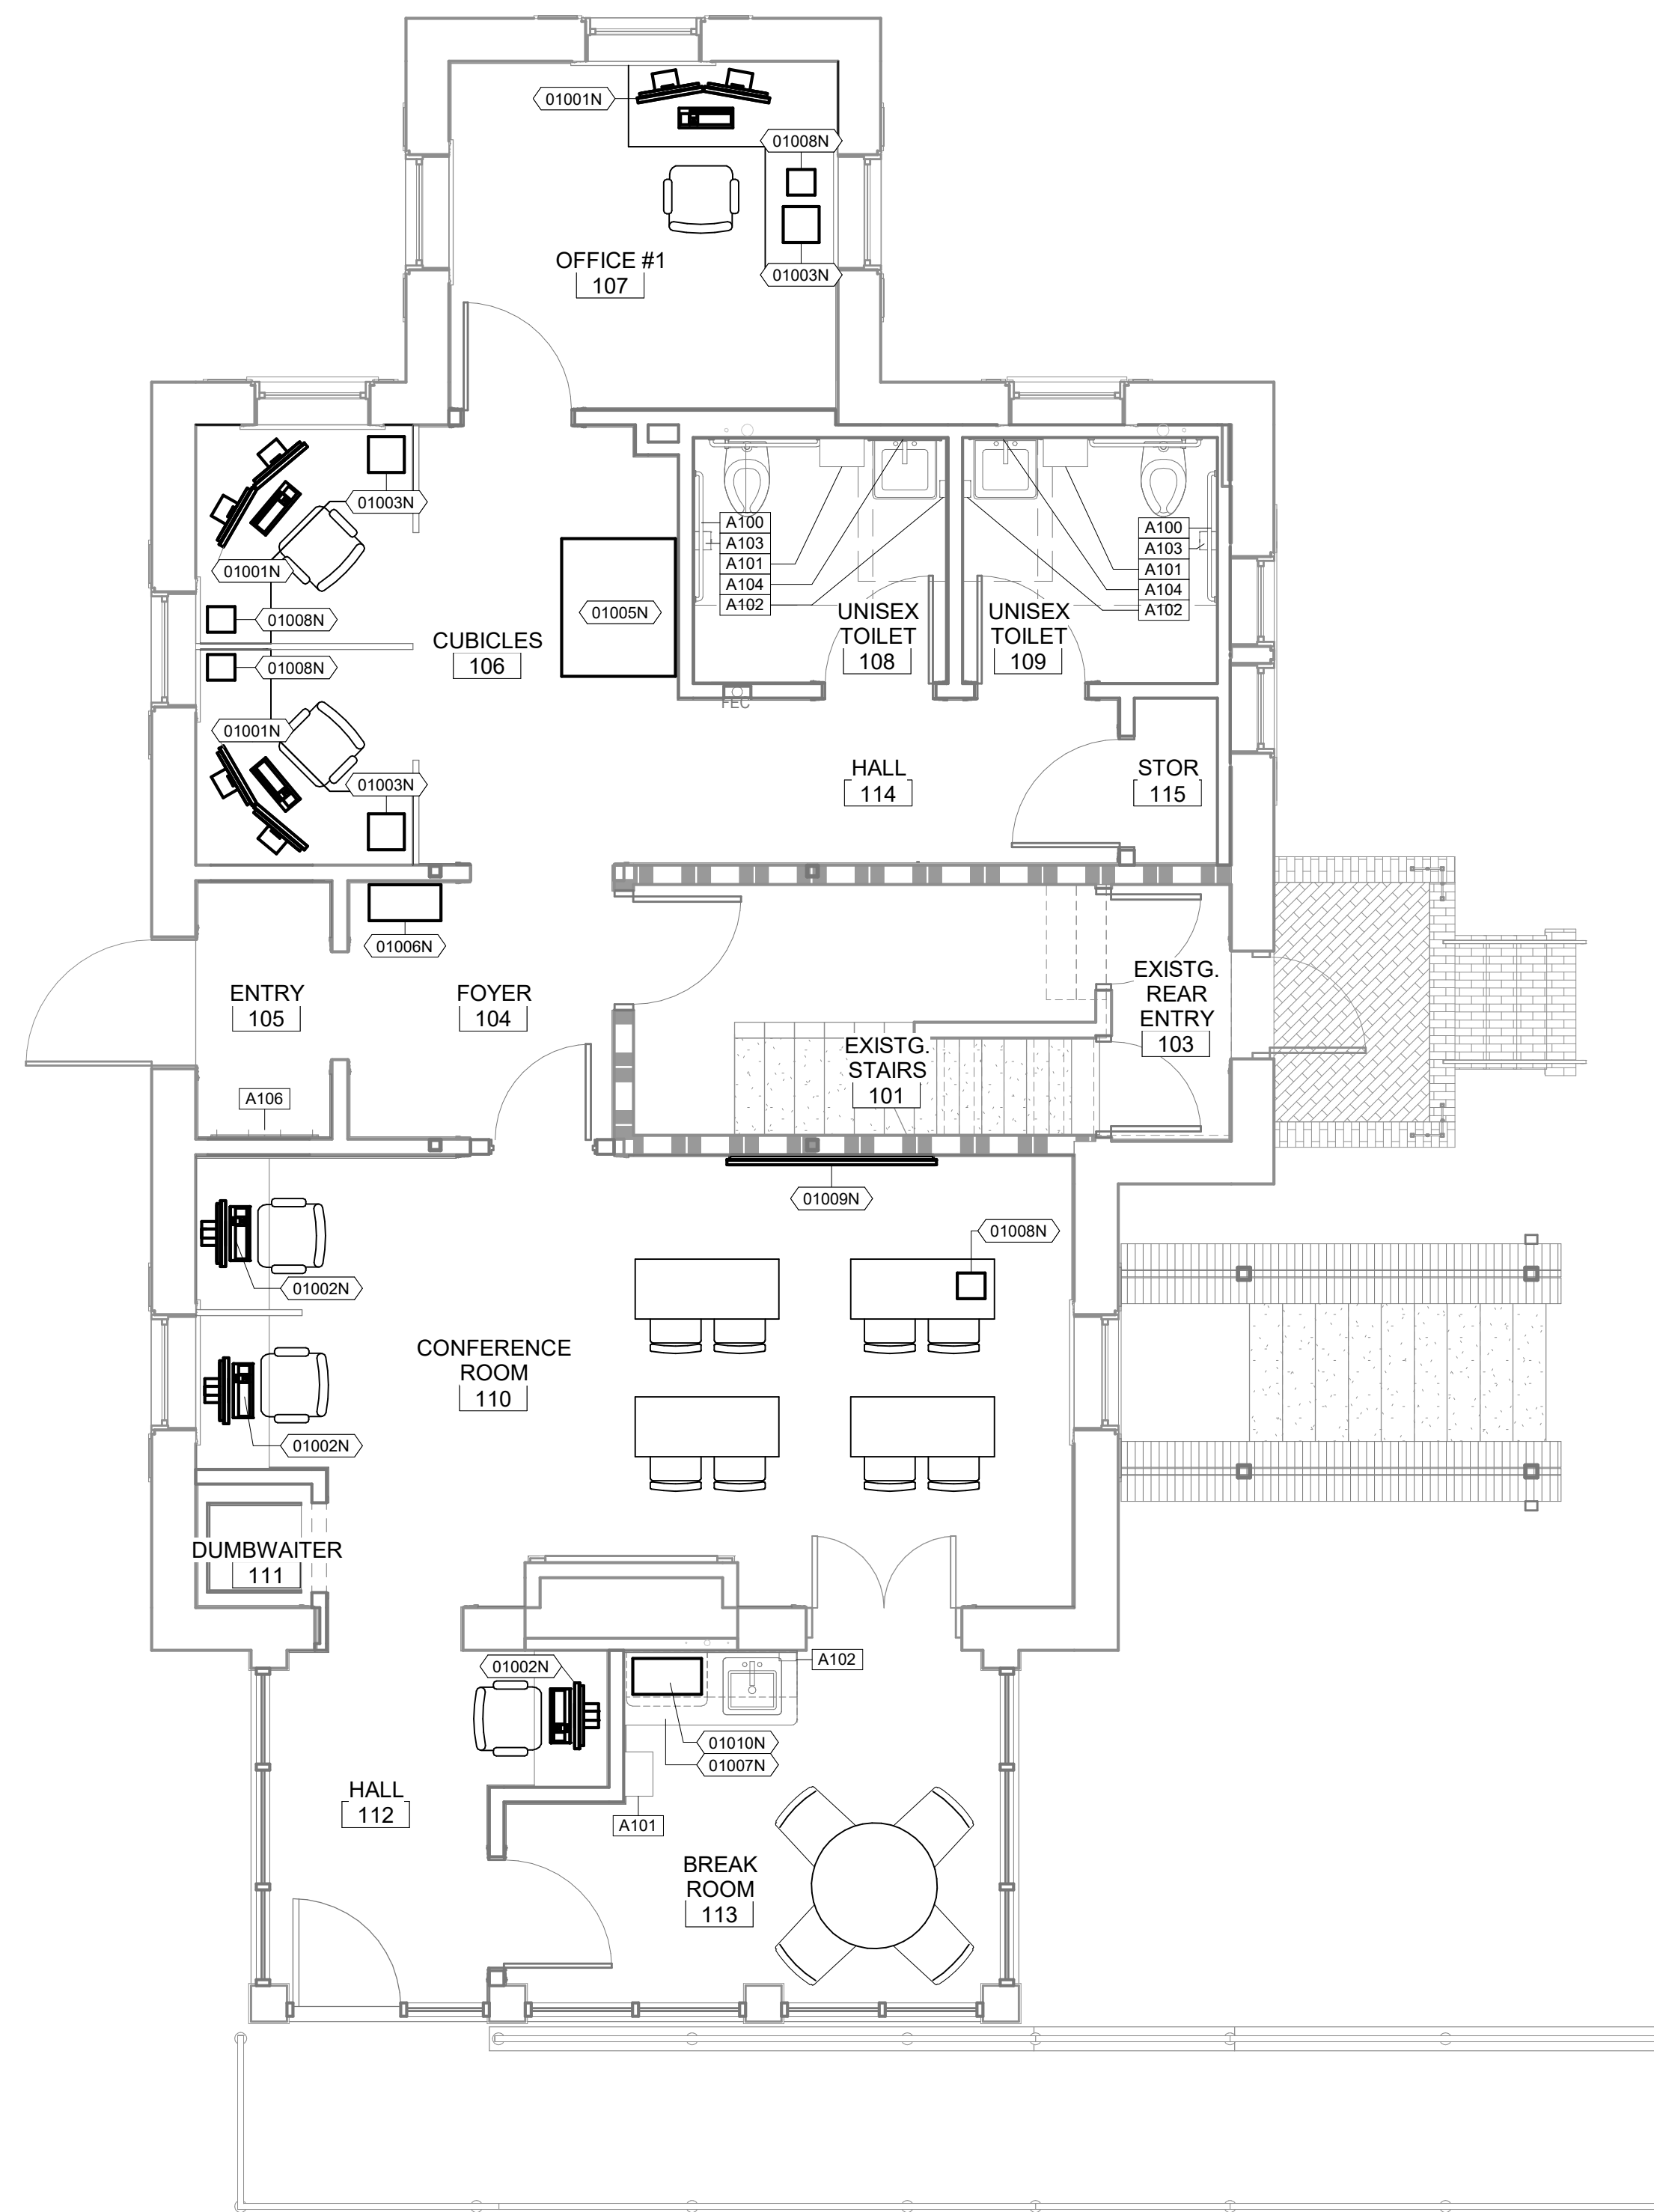 01001N
01008N
OFFICE #1
107
01003N
01003N
01001N
01008N
01008N
01001N
01003N
CUBICLES
106
01005N
A100
A103
A101
A104
A102
A100
A103
A101
A104
A102
UNISEX
TOILET
108
UNISEX
TOILET
109
FEC
HALL
114
STOR
115
01006N
ENTRY
105
FOYER
104
EXISTG.
REAR
ENTRY
103
EXISTG.
STAIRS
101
A106
01009N
01008N
01002N
CONFERENCE
ROOM
110
01002N
DUMBWAITER
111
01002N
A102
01010N
01007N
HALL
112
A101
BREAK
ROOM
113